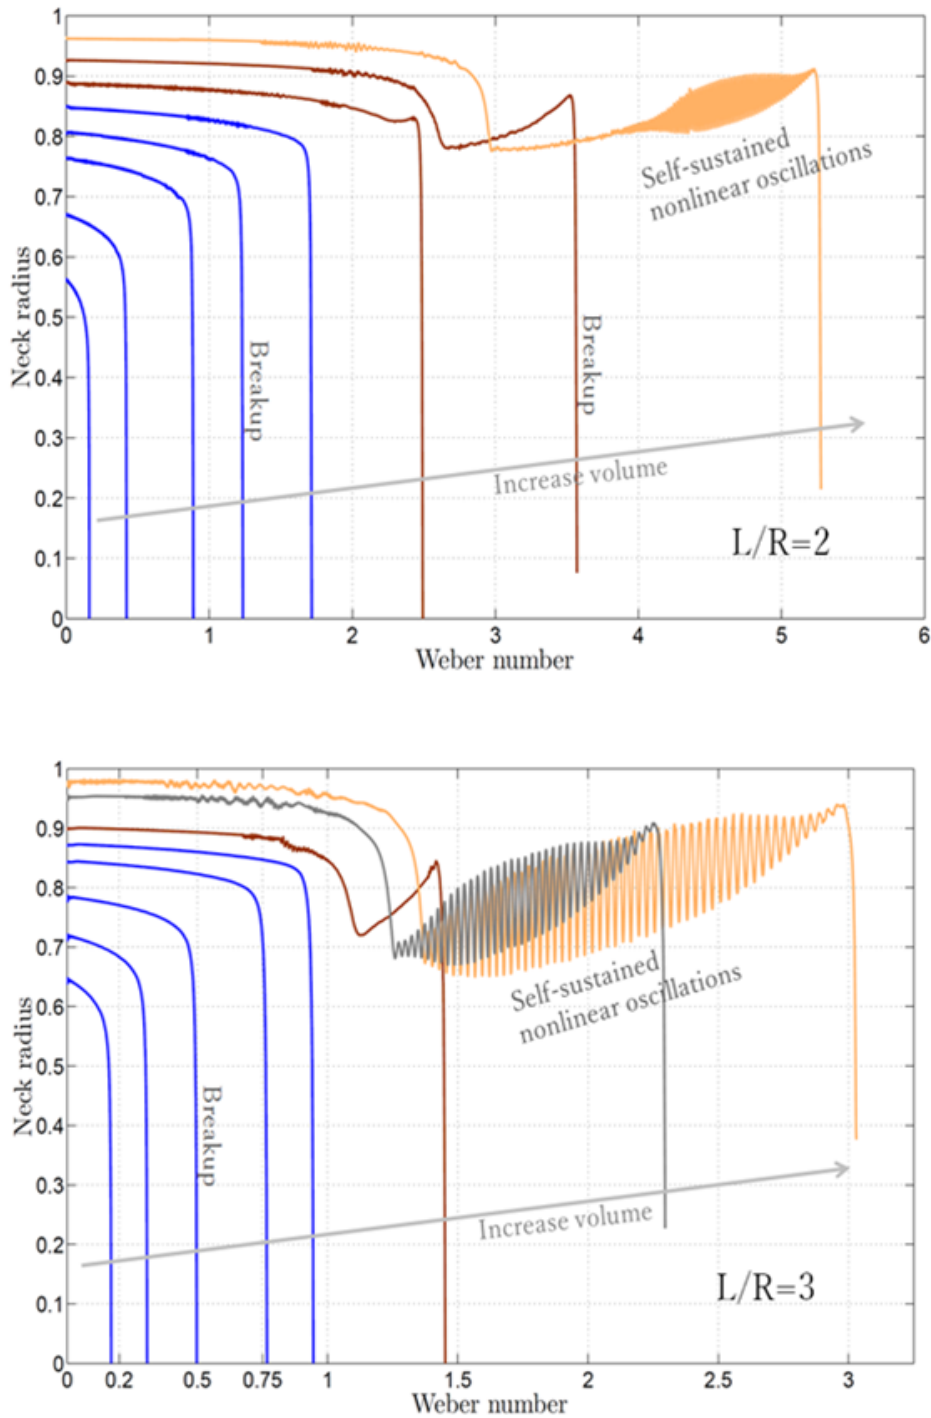 1
0.9
0.8
0.7
0.6
0.5
0.4
0.3
0.2
0.1
0
Neck radius
Self-sustained
nonlinear oscillations
Breakup
Breakup
Increase volume
L/R=2
0 1 2 3 4 5 6
Weber number
1
0.9
0.8
0.7
0.6
0.5
0.4
0.3
0.2
0.1
0
Neck radius
Self-sustained
nonlinear oscillations
Breakup
Increase volume
L/R=3
0 0.2 0.5 0.75 1 1.5 2 2.5 3
Weber number